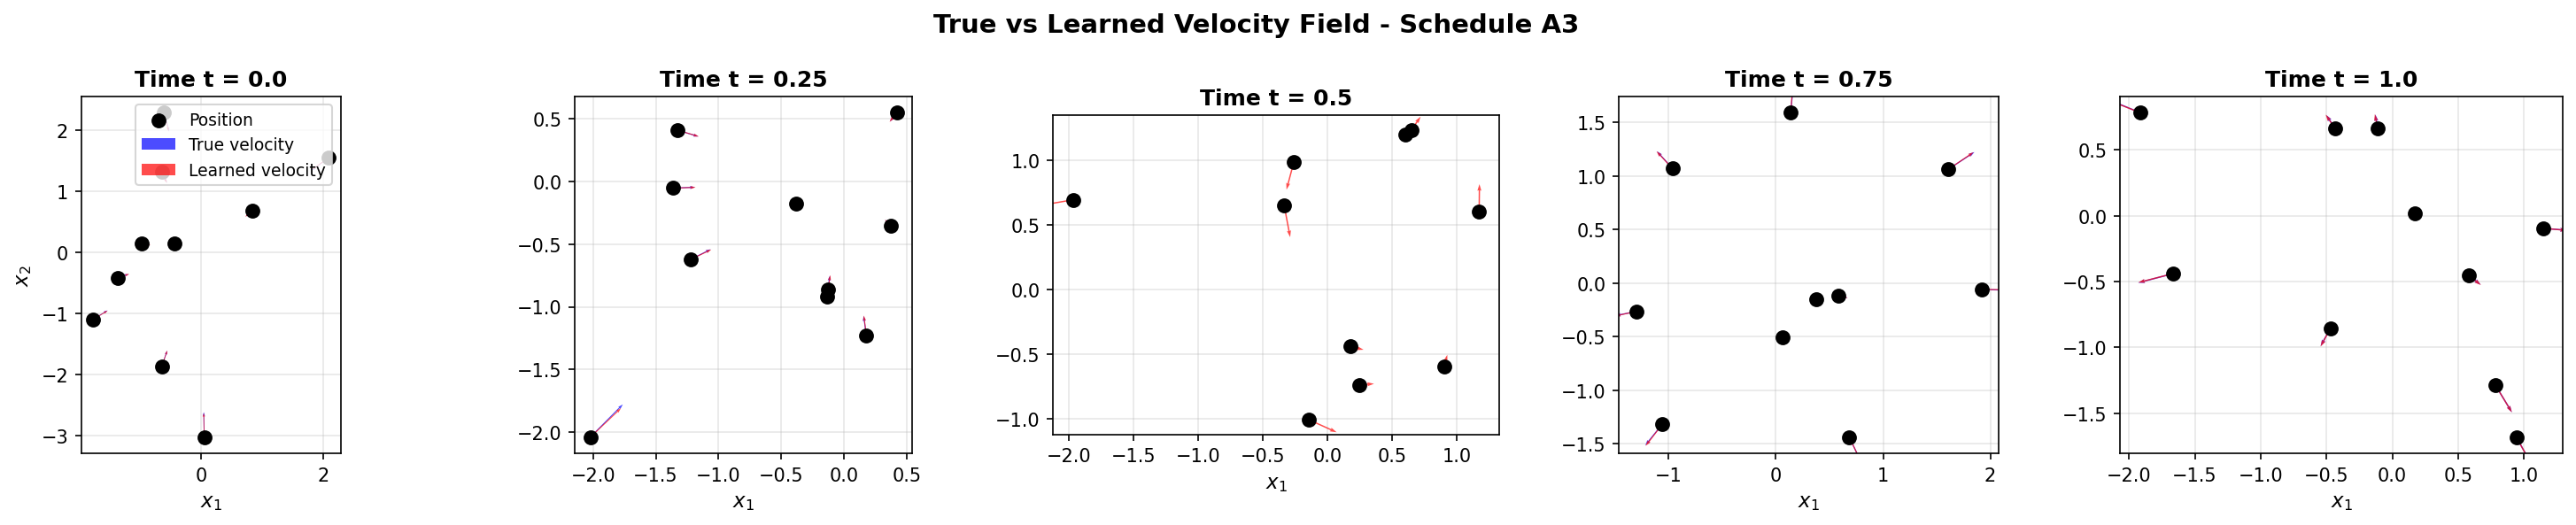 True vs Learned Velocity Field - Schedule A3
Time t = 0.0
Position
True velocity
Learned velocity
2
1
0
−1
−2
−3
0 2
x₂
x₁
Time t = 0.25
0.5
0.0
−0.5
−1.0
−1.5
−2.0
−2.0 −1.5 −1.0 −0.5 0.0 0.5
x₁
Time t = 0.5
1.0
0.5
0.0
−0.5
−1.0
−2.0 −1.5 −1.0 −0.5 0.0 0.5 1.0
x₁
Time t = 0.75
1.5
1.0
0.5
0.0
−0.5
−1.0
−1.5
−1 0 1 2
x₁
Time t = 1.0
0.5
0.0
−0.5
−1.0
−1.5
−2.0 −1.5 −1.0 −0.5 0.0 0.5 1.0
x₁